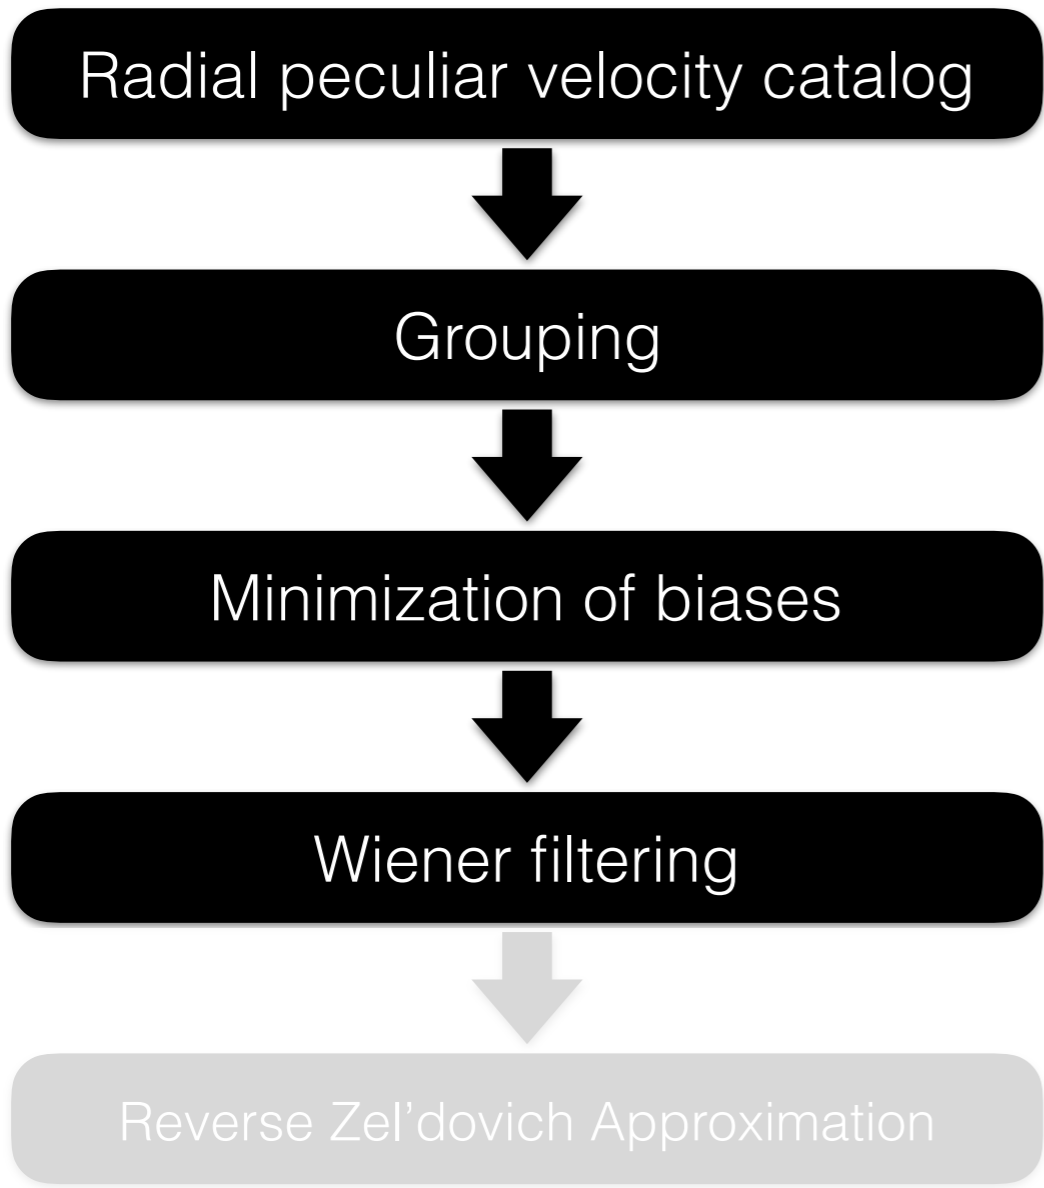 Radial peculiar velocity catalog
Grouping
Minimization of biases
Wiener filtering
Reverse Zel’dovich Approximation